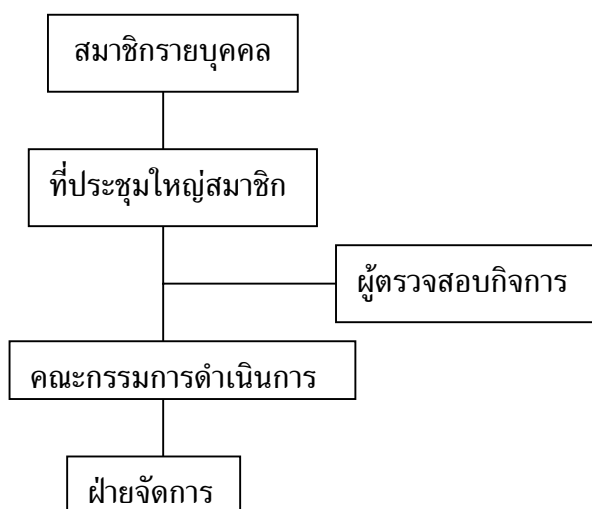 สมาชิกรายบุคคล
ที่ประชุมใหญ่สมาชิก
ผู้ตรวจสอบกิจการ
คณะกรรมการดำเนินการ
ฝ่ายจัดการ